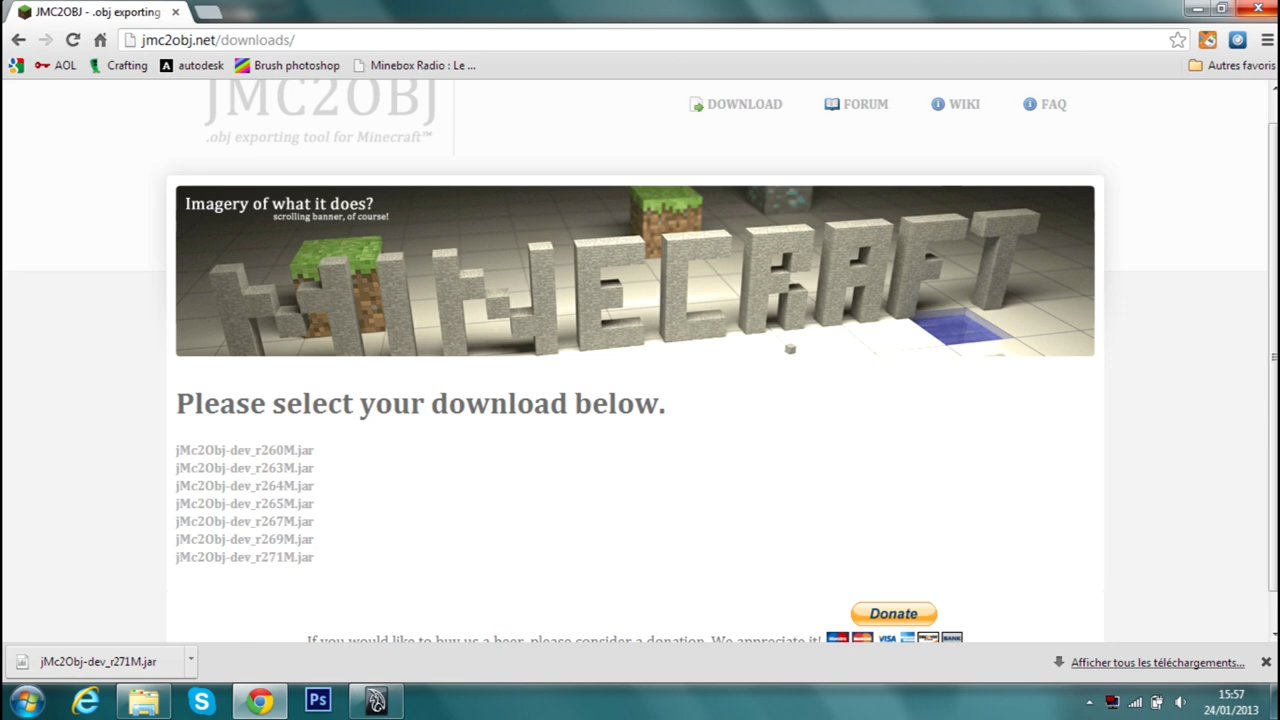 JMC2OBJ - .obj exporting
jmc2obj.net/downloads/
AOL
Crafting
autodesk
Brush photoshop
Minebox Radio : Le ...
Autres favoris
JMC2OBJ
.obj exporting tool for Minecraft™
DOWNLOAD
FORUM
WIKI
FAQ
Imagery of what it does?
scrolling banner, of course!
MINECRAFT
Please select your download below.
jMc2Obj-dev_r260M.jar
jMc2Obj-dev_r263M.jar
jMc2Obj-dev_r264M.jar
jMc2Obj-dev_r265M.jar
jMc2Obj-dev_r267M.jar
jMc2Obj-dev_r269M.jar
jMc2Obj-dev_r271M.jar
Donate
If you would like to buy us a beer, please consider a donation. We appreciate it!
VISA
BANK
jMc2Obj-dev_r271M.jar
Afficher tous les téléchargements...
Ps
15:57
24/01/2013